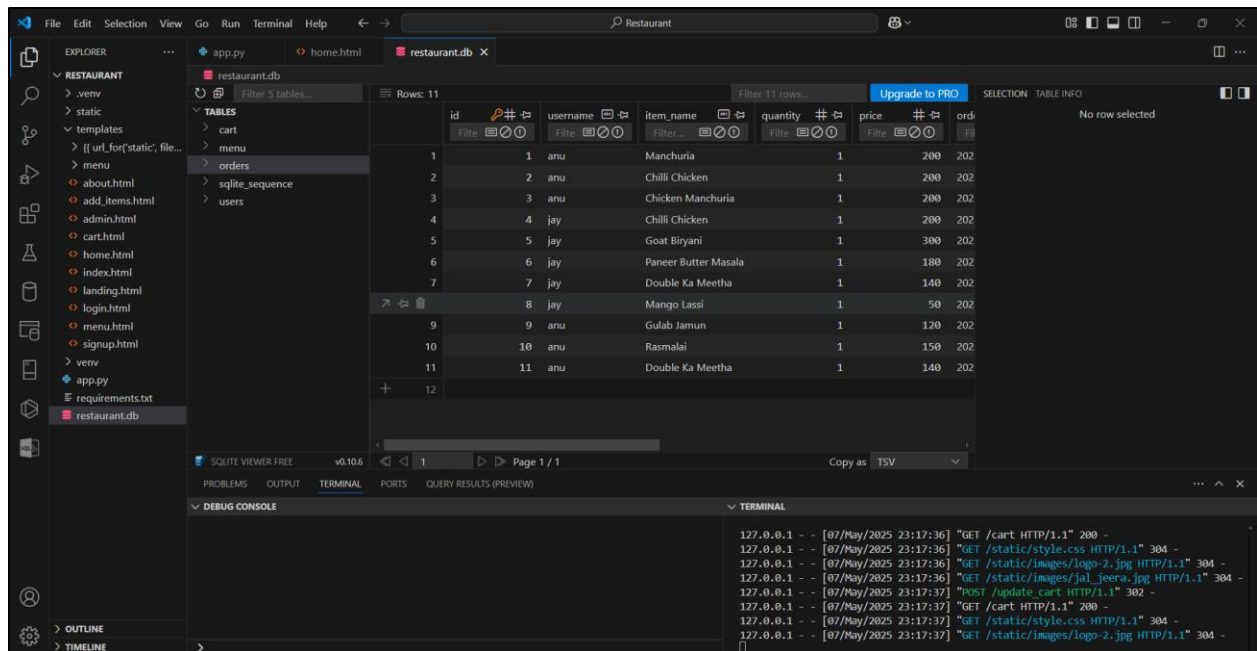 File Edit Selection View Go Run Terminal Help Restaurant
EXPLORER
RESTAURANT
.venv
static
templates
{{ url_for('static', file...
menu
about.html
add_items.html
admin.html
cart.html
home.html
index.html
landing.html
login.html
menu.html
signup.html
venv
app.py
requirements.txt
restaurant.db
OUTLINE
TIMELINE
app.py home.html restaurant.db
restaurant.db
Filter 5 tables...
TABLES
cart
menu
orders
sqlite_sequence
users
SQLITE VIEWER FREE v0.10.6
Rows: 11 Filter 11 rows... Upgrade to PRO
id username item_name quantity price ord
Filte Filte Filter... Filte Filte Fil
1 1 anu Manchuria 1 200 202
2 2 anu Chilli Chicken 1 200 202
3 3 anu Chicken Manchuria 1 200 202
4 4 jay Chilli Chicken 1 200 202
5 5 jay Goat Biryani 1 300 202
6 6 jay Paneer Butter Masala 1 180 202
7 7 jay Double Ka Meetha 1 140 202
8 jay Mango Lassi 1 50 202
9 9 anu Gulab Jamun 1 120 202
10 10 anu Rasmalai 1 150 202
11 11 anu Double Ka Meetha 1 140 202
12
1 Page 1 / 1 Copy as TSV
SELECTION TABLE INFO
No row selected
PROBLEMS OUTPUT TERMINAL PORTS QUERY RESULTS (PREVIEW)
DEBUG CONSOLE
TERMINAL
127.0.0.1 - - [07/May/2025 23:17:36] "GET /cart HTTP/1.1" 200 -
127.0.0.1 - - [07/May/2025 23:17:36] "GET /static/style.css HTTP/1.1" 304 -
127.0.0.1 - - [07/May/2025 23:17:36] "GET /static/images/logo-2.jpg HTTP/1.1" 304 -
127.0.0.1 - - [07/May/2025 23:17:36] "GET /static/images/jal_jeera.jpg HTTP/1.1" 304 -
127.0.0.1 - - [07/May/2025 23:17:37] "POST /update_cart HTTP/1.1" 302 -
127.0.0.1 - - [07/May/2025 23:17:37] "GET /cart HTTP/1.1" 200 -
127.0.0.1 - - [07/May/2025 23:17:37] "GET /static/style.css HTTP/1.1" 304 -
127.0.0.1 - - [07/May/2025 23:17:37] "GET /static/images/logo-2.jpg HTTP/1.1" 304 -